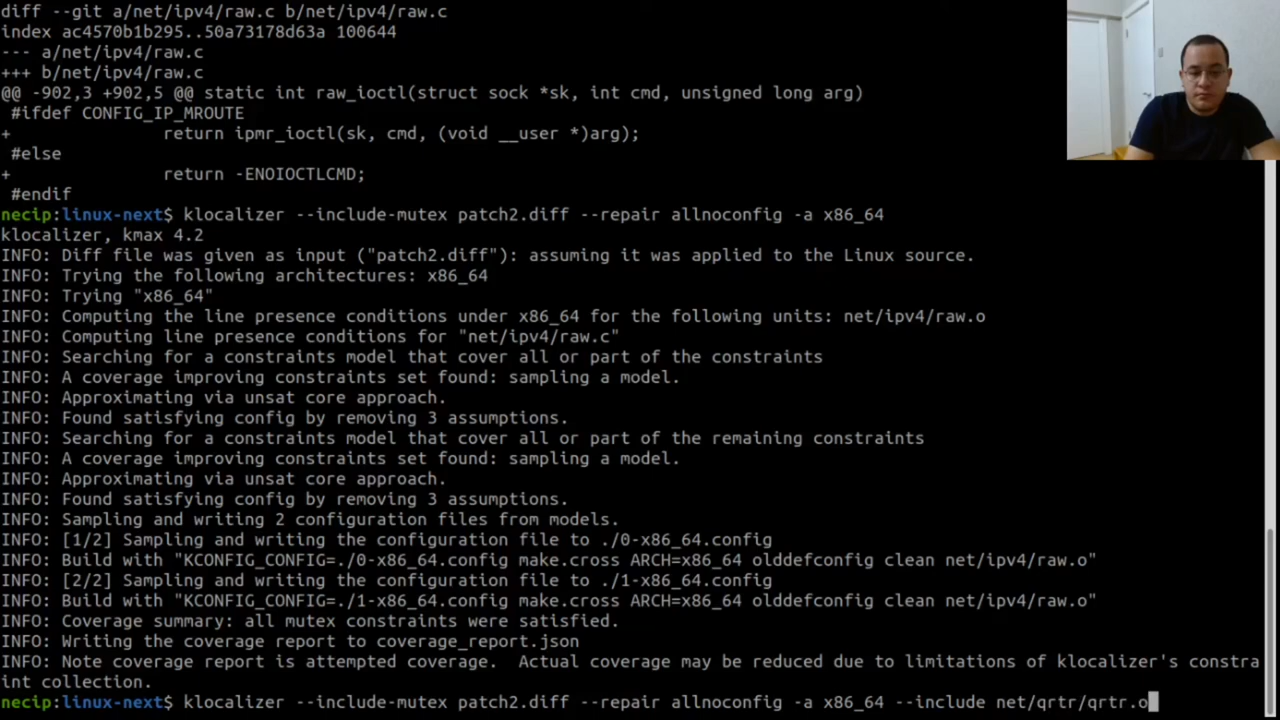 diff --git a/net/ipv4/raw.c b/net/ipv4/raw.c
index ac4570b1b295..50a73178d63a 100644
--- a/net/ipv4/raw.c
+++ b/net/ipv4/raw.c
@@ -902,3 +902,5 @@ static int raw_ioctl(struct sock *sk, int cmd, unsigned long arg)
 #ifdef CONFIG_IP_MROUTE
+               return ipmr_ioctl(sk, cmd, (void __user *)arg);
 #else
+               return -ENOIOCTLCMD;
 #endif
necip:linux-next$ klocalizer --include-mutex patch2.diff --repair allnoconfig -a x86_64
klocalizer, kmax 4.2
INFO: Diff file was given as input ("patch2.diff"): assuming it was applied to the Linux source.
INFO: Trying the following architectures: x86_64
INFO: Trying "x86_64"
INFO: Computing the line presence conditions under x86_64 for the following units: net/ipv4/raw.o
INFO: Computing line presence conditions for "net/ipv4/raw.c"
INFO: Searching for a constraints model that cover all or part of the constraints
INFO: A coverage improving constraints set found: sampling a model.
INFO: Approximating via unsat core approach.
INFO: Found satisfying config by removing 3 assumptions.
INFO: Searching for a constraints model that cover all or part of the remaining constraints
INFO: A coverage improving constraints set found: sampling a model.
INFO: Approximating via unsat core approach.
INFO: Found satisfying config by removing 3 assumptions.
INFO: Sampling and writing 2 configuration files from models.
INFO: [1/2] Sampling and writing the configuration file to ./0-x86_64.config
INFO: Build with "KCONFIG_CONFIG=./0-x86_64.config make.cross ARCH=x86_64 olddefconfig clean net/ipv4/raw.o"
INFO: [2/2] Sampling and writing the configuration file to ./1-x86_64.config
INFO: Build with "KCONFIG_CONFIG=./1-x86_64.config make.cross ARCH=x86_64 olddefconfig clean net/ipv4/raw.o"
INFO: Coverage summary: all mutex constraints were satisfied.
INFO: Writing the coverage report to coverage_report.json
INFO: Note coverage report is attempted coverage.  Actual coverage may be reduced due to limitations of klocalizer's constra
int collection.
necip:linux-next$ klocalizer --include-mutex patch2.diff --repair allnoconfig -a x86_64 --include net/qrtr/qrtr.o